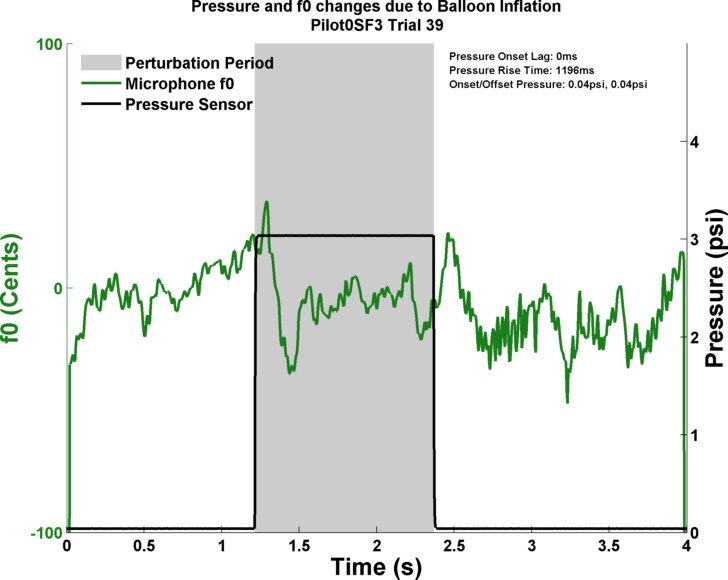 Pressure and f0 changes due to Balloon Inflation
Pilot0SF3 Trial 39
Perturbation Period
Microphone f0
Pressure Sensor
Pressure Onset Lag: 0ms
Pressure Rise Time: 1196ms
Onset/Offset Pressure: 0.04psi, 0.04psi
f0 (Cents)
100
0
-100
Pressure (psi)
4
3
2
1
0
0
0.5
1
1.5
2
2.5
3
3.5
4
Time (s)